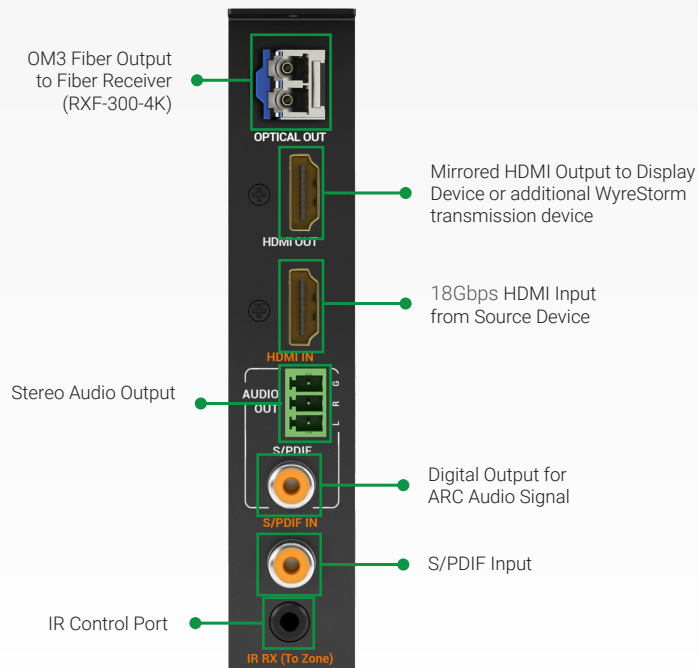 OM3 Fiber Output
to Fiber Receiver
(RXF-300-4K)
OPTICAL OUT
Mirrored HDMI Output to Display
Device or additional WyreStorm
transmission device
HDMI OUT
18Gbps HDMI Input
from Source Device
HDMI IN
Stereo Audio Output
AUDIO
OUT
G
R
L
S/PDIF
Digital Output for
ARC Audio Signal
S/PDIF IN
S/PDIF Input
IR Control Port
IR RX (To Zone)